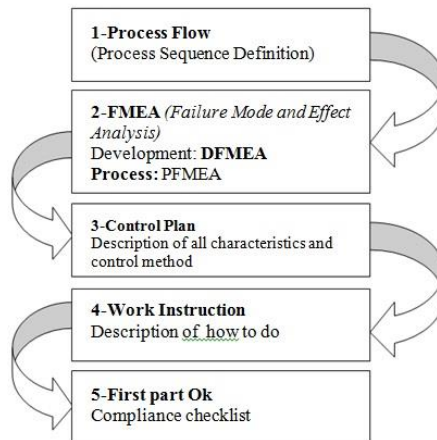 1-Process Flow
(Process Sequence Definition)
2-FMEA (Failure Mode and Effect
Analysis)
Development: DFMEA
Process: PFMEA
3-Control Plan
Description of all characteristics and
control method
4-Work Instruction
Description of how to do
5-First part Ok
Compliance checklist